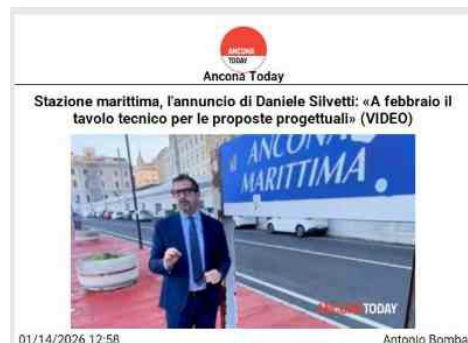 ANCONA
TODAY
Ancona Today
Stazione marittima, l'annuncio di Daniele Silvetti: «A febbraio il
tavolo tecnico per le proposte progettuali» (VIDEO)
ANCONA
MARITTIMA
ANCONATODAY
01/14/2026 12:58
Antonio Bomba